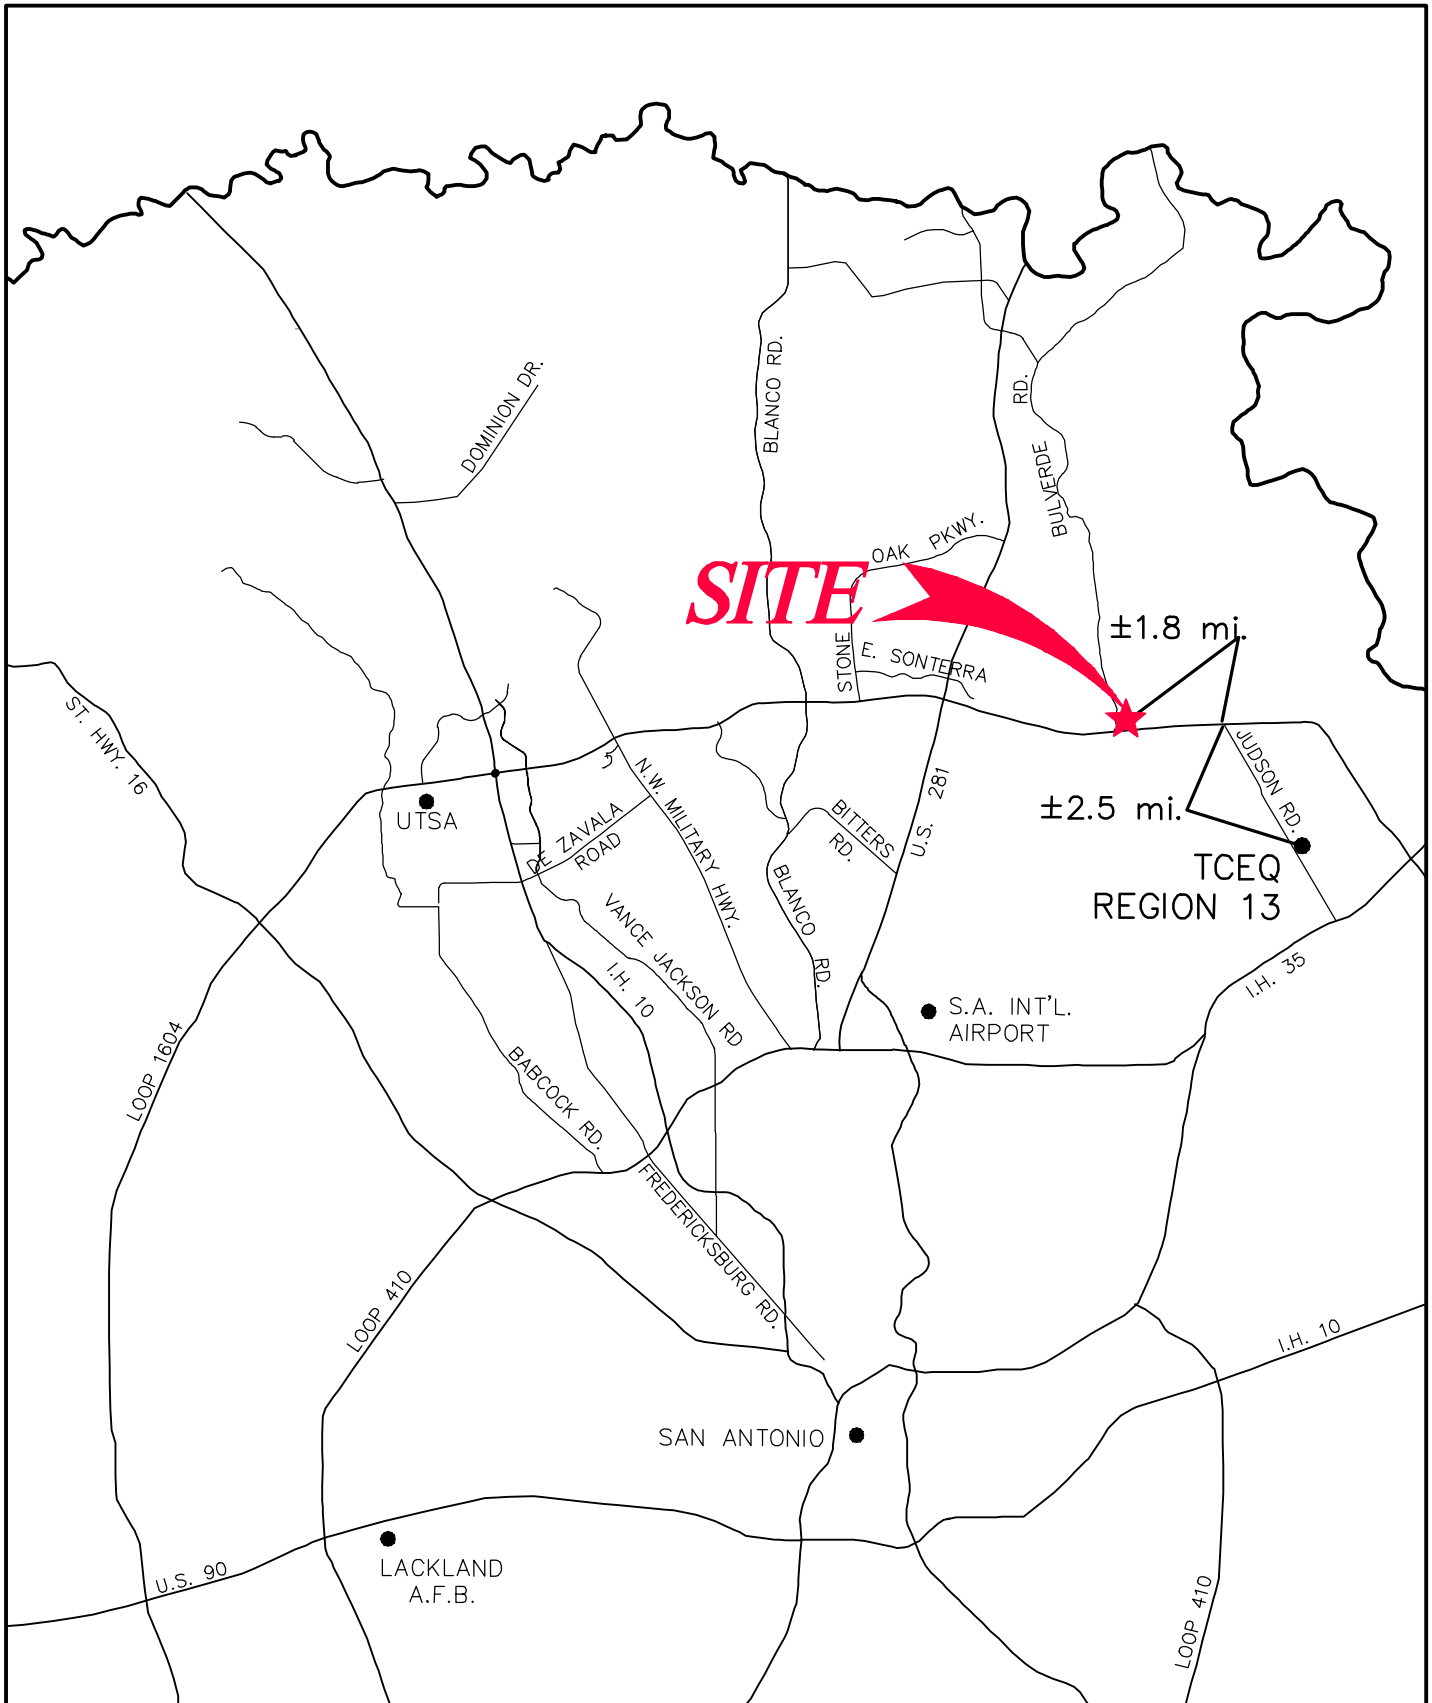 DOMINION DR.
BLANCO RD.
BULVERDE RD.
STONE OAK PKWY.
SITE
±1.8 mi.
E. SONTERRA
ST. HWY. 16
JUDSON RD.
N.W. MILITARY HWY.
U.S. 281
±2.5 mi.
UTSA
DE ZAVALA
ROAD
BITTERS
RD.
TCEQ
REGION 13
BLANCO RD.
VANCE JACKSON RD
I.H. 10
I.H. 35
S.A. INT'L.
AIRPORT
LOOP 1604
BABCOCK RD.
FREDERICKSBURG RD.
LOOP 410
I.H. 10
SAN ANTONIO
LACKLAND
A.F.B.
U.S. 90
LOOP 410